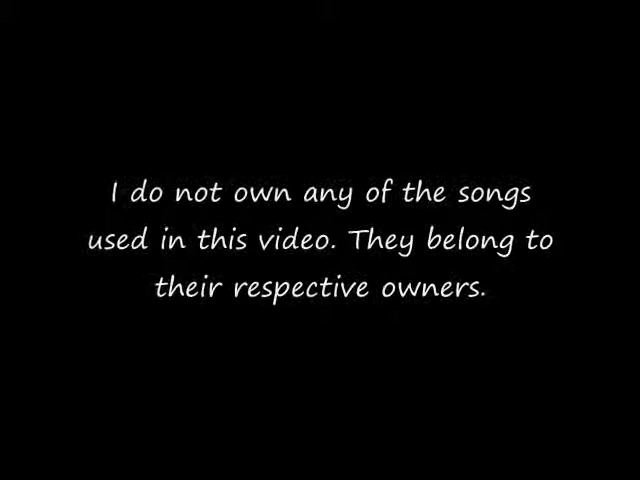 I do not own any of the songs
used in this video. They belong to
their respective owners.